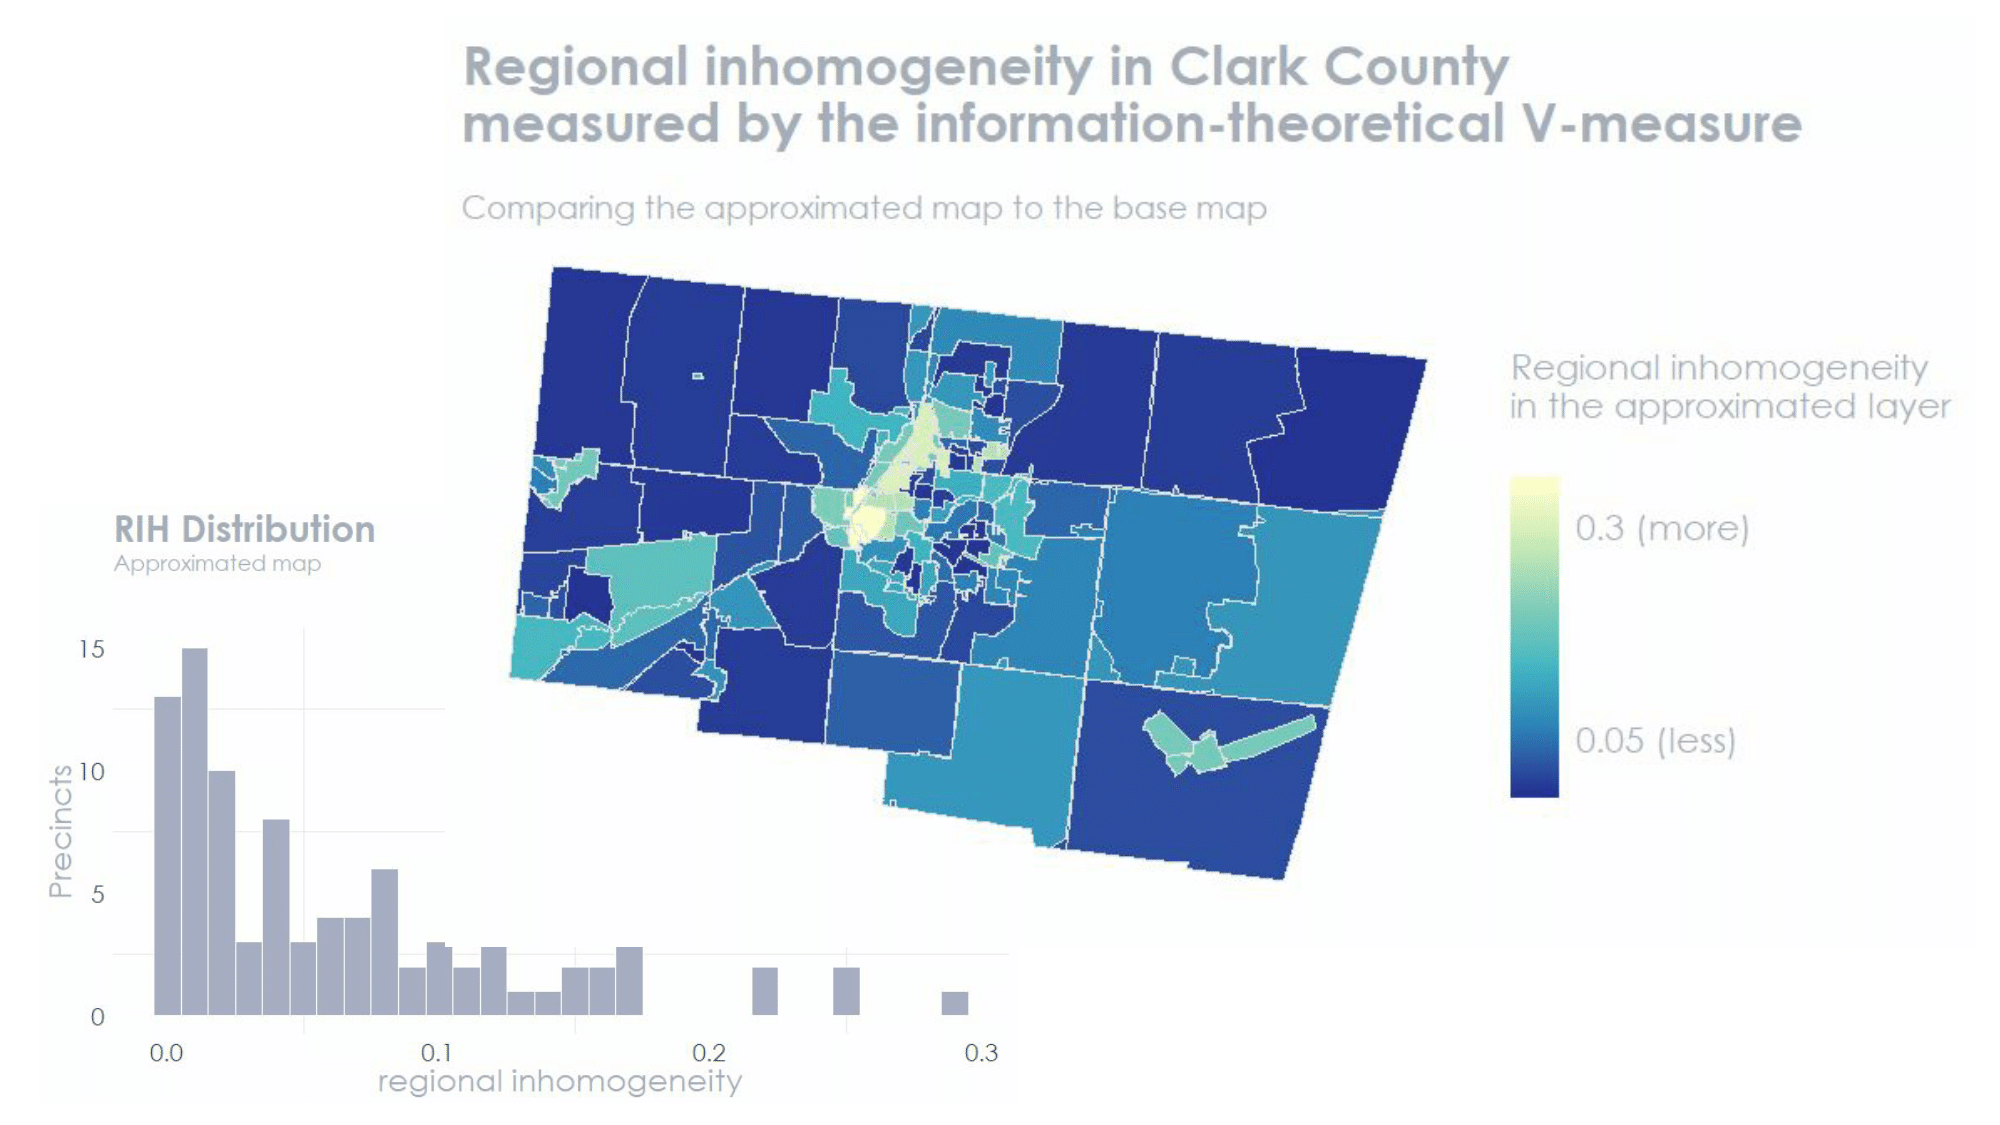 Regional inhomogeneity in Clark County
measured by the information-theoretical V-measure
Comparing the approximated map to the base map
Regional inhomogeneity
in the approximated layer
0.3 (more)
0.05 (less)
RIH Distribution
Approximated map
15
10
5
0
Precincts
0.0
0.1
0.2
0.3
regional inhomogeneity